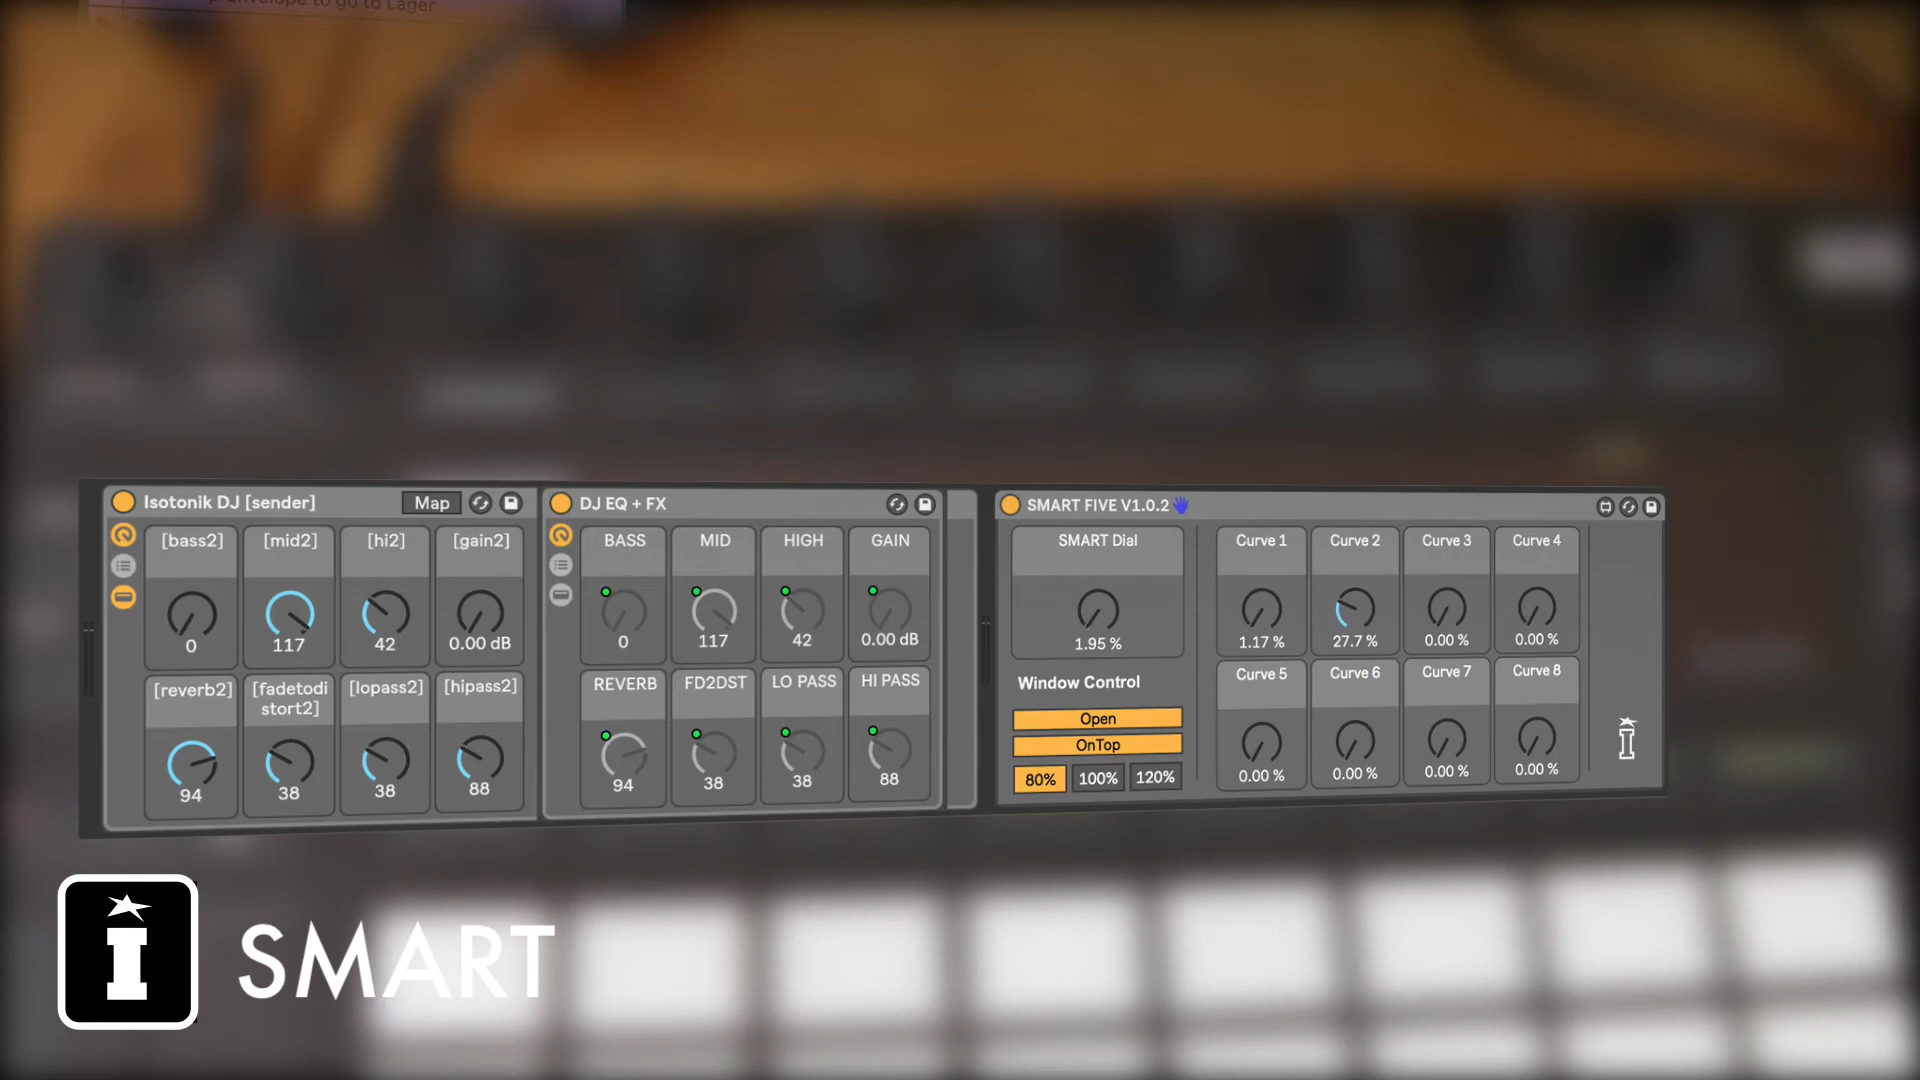 p Envelope to go to Lager
Isotonik DJ [sender]
Map
[bass2] [mid2] [hi2] [gain2]
0 117 42 0.00 dB
[reverb2] [fadetodi
stort2] [lopass2] [hipass2]
94 38 38 88
DJ EQ + FX
BASS MID HIGH GAIN
0 117 42 0.00 dB
REVERB FD2DST LO PASS HI PASS
94 38 38 88
SMART FIVE V1.0.2
SMART Dial
1.95 %
Window Control
Open
OnTop
80% 100% 120%
Curve 1 Curve 2 Curve 3 Curve 4
1.17 % 27.7 % 0.00 % 0.00 %
Curve 5 Curve 6 Curve 7 Curve 8
0.00 % 0.00 % 0.00 % 0.00 %
SMART